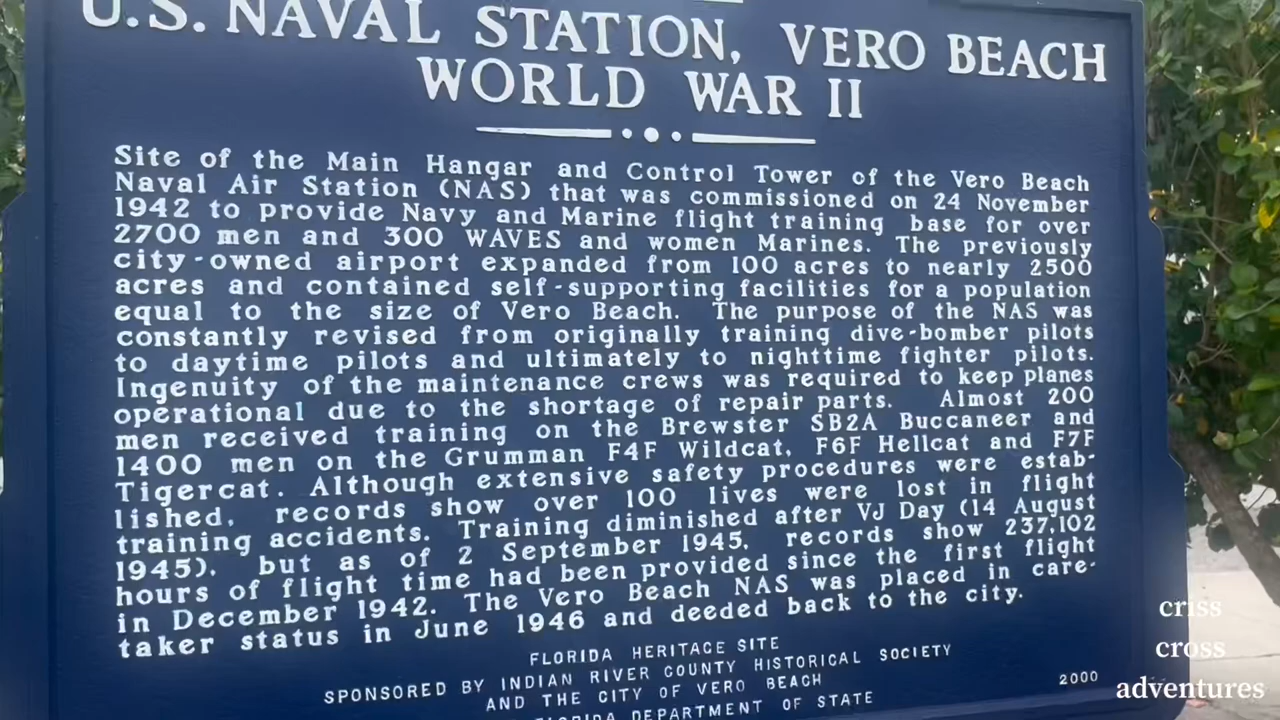 U.S. NAVAL STATION, VERO BEACH
WORLD WAR II
Site of the Main Hangar and Control Tower of the Vero Beach
Naval Air Station (NAS) that was commissioned on 24 November
1942 to provide Navy and Marine flight training base for over
2700 men and 300 WAVES and women Marines. The previously
city-owned airport expanded from 100 acres to nearly 2500
acres and contained self-supporting facilities for a population
equal to the size of Vero Beach. The purpose of the NAS was
constantly revised from originally training dive-bomber pilots
to daytime pilots and ultimately to nighttime fighter pilots.
Ingenuity of the maintenance crews was required to keep planes
operational due to the shortage of repair parts. Almost 200
men received training on the Brewster SB2A Buccaneer and
1400 men on the Grumman F4F Wildcat, F6F Hellcat and F7F
Tigercat. Although extensive safety procedures were estab-
lished, records show over 100 lives were lost in flight
training accidents. Training diminished after VJ Day (14 August
1945), but as of 2 September 1945, records show 237,102
hours of flight time had been provided since the first flight
in December 1942. The Vero Beach NAS was placed in care-
taker status in June 1946 and deeded back to the city.
FLORIDA HERITAGE SITE
SPONSORED BY INDIAN RIVER COUNTY HISTORICAL SOCIETY
AND THE CITY OF VERO BEACH
FLORIDA DEPARTMENT OF STATE
2000
criss
cross
adventures